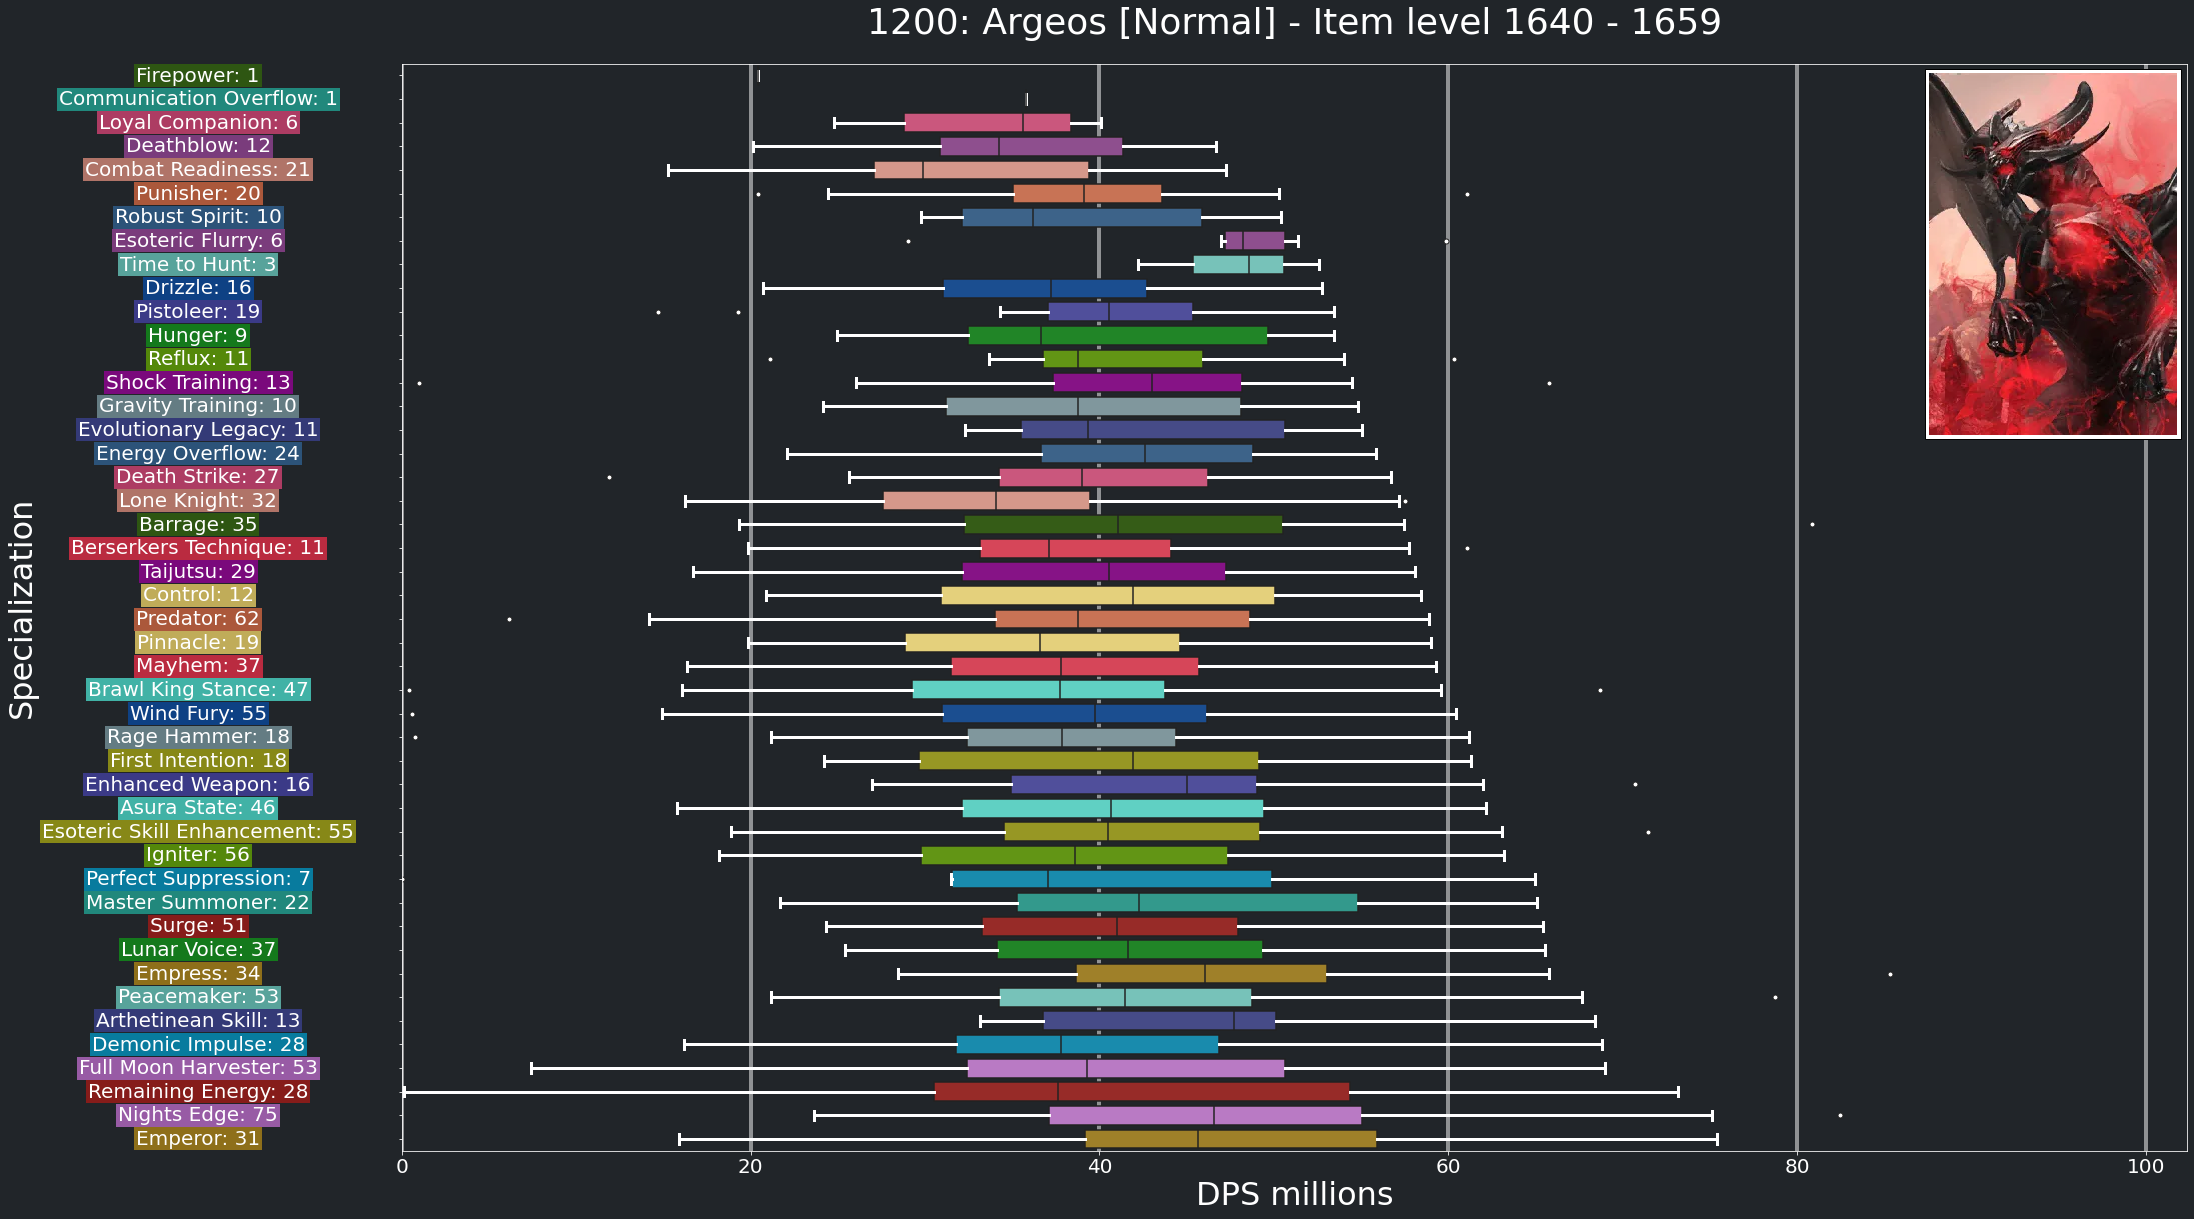 1200: Argeos [Normal] - Item level 1640 - 1659
Specialization
Firepower: 1
Communication Overflow: 1
Loyal Companion: 6
Deathblow: 12
Combat Readiness: 21
Punisher: 20
Robust Spirit: 10
Esoteric Flurry: 6
Time to Hunt: 3
Drizzle: 16
Pistoleer: 19
Hunger: 9
Reflux: 11
Shock Training: 13
Gravity Training: 10
Evolutionary Legacy: 11
Energy Overflow: 24
Death Strike: 27
Lone Knight: 32
Barrage: 35
Berserkers Technique: 11
Taijutsu: 29
Control: 12
Predator: 62
Pinnacle: 19
Mayhem: 37
Brawl King Stance: 47
Wind Fury: 55
Rage Hammer: 18
First Intention: 18
Enhanced Weapon: 16
Asura State: 46
Esoteric Skill Enhancement: 55
Igniter: 56
Perfect Suppression: 7
Master Summoner: 22
Surge: 51
Lunar Voice: 37
Empress: 34
Peacemaker: 53
Arthetinean Skill: 13
Demonic Impulse: 28
Full Moon Harvester: 53
Remaining Energy: 28
Nights Edge: 75
Emperor: 31
0 20 40 60 80 100
DPS millions